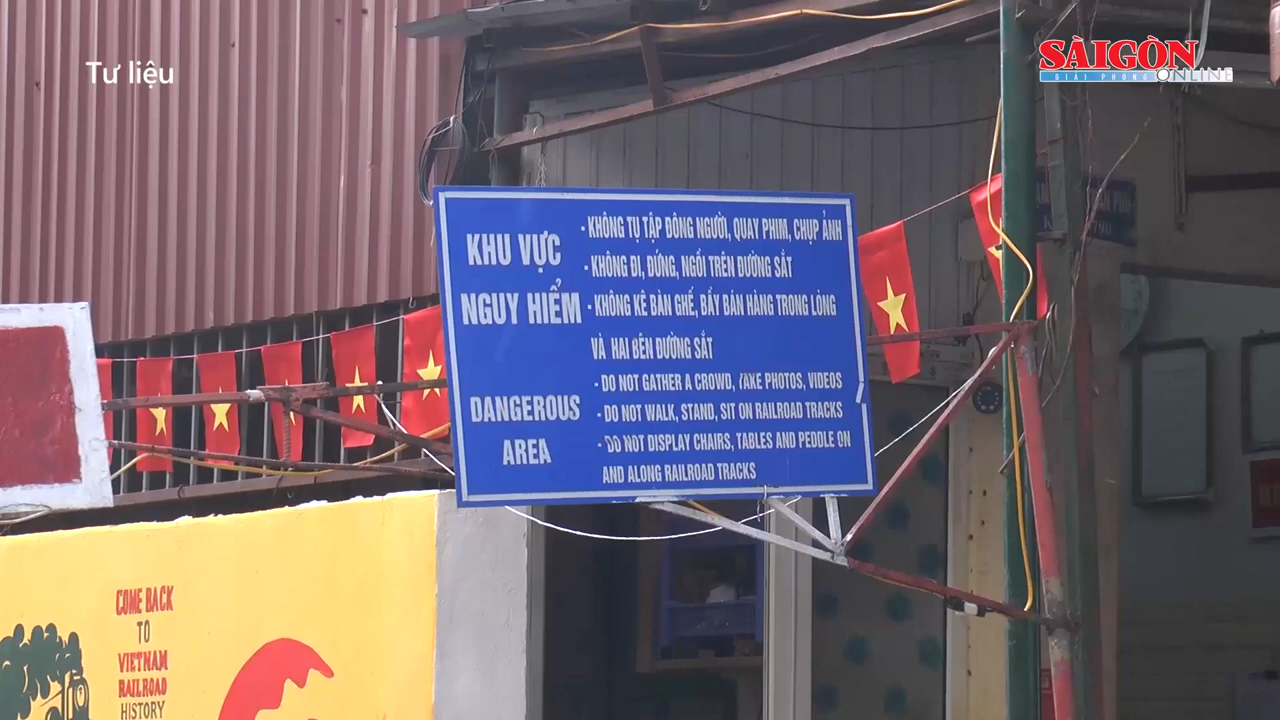 Tư liệu
SÀIGÒN
GIẢI PHÓNG ONLINE
KHU VỰC
NGUY HIỂM
- KHÔNG TỤ TẬP ĐÔNG NGƯỜI, QUAY PHIM, CHỤP ẢNH
- KHÔNG ĐI, ĐỨNG, NGỒI TRÊN ĐƯỜNG SẮT
- KHÔNG KÊ BÀN GHẾ, BẦY BÁN HÀNG TRONG LÒNG
VÀ HAI BÊN ĐƯỜNG SẮT
DANGEROUS
AREA
- DO NOT GATHER A CROWD, TAKE PHOTOS, VIDEOS
- DO NOT WALK, STAND, SIT ON RAILROAD TRACKS
- DO NOT DISPLAY CHAIRS, TABLES AND PEDDLE ON
AND ALONG RAILROAD TRACKS
COME BACK
TO
VIETNAM
RAILROAD
HISTORY